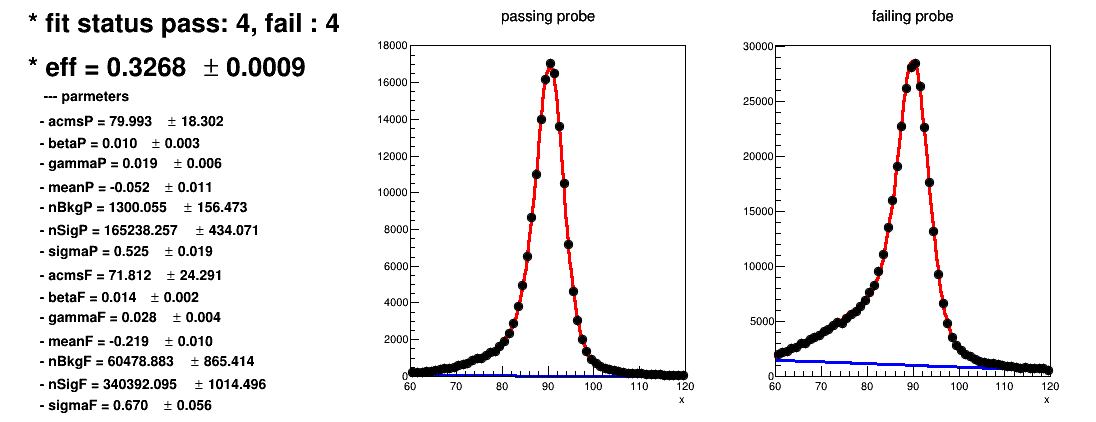 * fit status pass: 4, fail : 4
* eff = 0.3268 ± 0.0009
--- parmeters
- acmsP = 79.993 ± 18.302
- betaP = 0.010 ± 0.003
- gammaP = 0.019 ± 0.006
- meanP = -0.052 ± 0.011
- nBkgP = 1300.055 ± 156.473
- nSigP = 165238.257 ± 434.071
- sigmaP = 0.525 ± 0.019
- acmsF = 71.812 ± 24.291
- betaF = 0.014 ± 0.002
- gammaF = 0.028 ± 0.004
- meanF = -0.219 ± 0.010
- nBkgF = 60478.883 ± 865.414
- nSigF = 340392.095 ± 1014.496
- sigmaF = 0.670 ± 0.056
passing probe
18000
16000
14000
12000
10000
8000
6000
4000
2000
0
60 70 80 90 100 110 120
x
failing probe
30000
25000
20000
15000
10000
5000
0
60 70 80 90 100 110 120
x